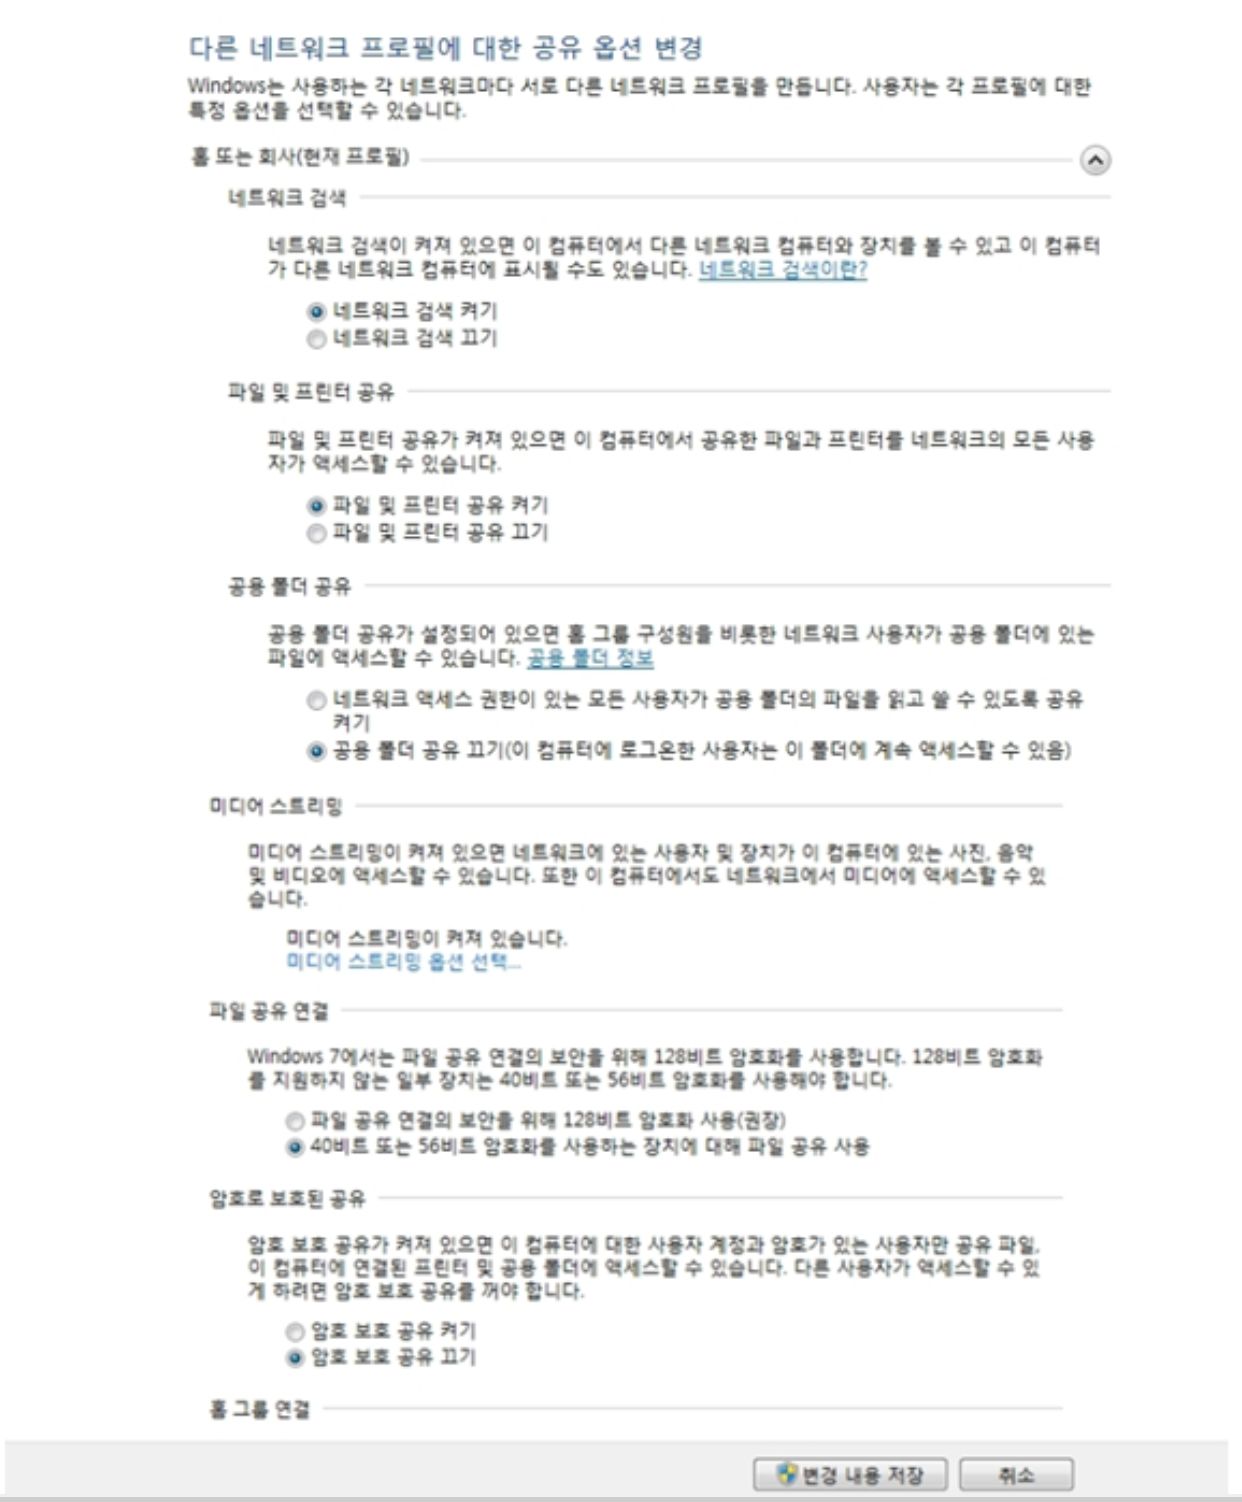 다른 네트워크 프로필에 대한 공유 옵션 변경
Windows는 사용하는 각 네트워크마다 서로 다른 네트워크 프로필을 만듭니다. 사용자는 각 프로필에 대한
특정 옵션을 선택할 수 있습니다.
홈 또는 회사(현재 프로필)
네트워크 검색
네트워크 검색이 켜져 있으면 이 컴퓨터에서 다른 네트워크 컴퓨터와 장치를 볼 수 있고 이 컴퓨터
가 다른 네트워크 컴퓨터에 표시될 수도 있습니다. 네트워크 검색이란?
네트워크 검색 켜기
네트워크 검색 끄기
파일 및 프린터 공유
파일 및 프린터 공유가 켜져 있으면 이 컴퓨터에서 공유한 파일과 프린터를 네트워크의 모든 사용
자가 액세스할 수 있습니다.
파일 및 프린터 공유 켜기
파일 및 프린터 공유 끄기
공용 폴더 공유
공용 폴더 공유가 설정되어 있으면 홈 그룹 구성원을 비롯한 네트워크 사용자가 공용 폴더에 있는
파일에 액세스할 수 있습니다. 공용 폴더 정보
네트워크 액세스 권한이 있는 모든 사용자가 공용 폴더의 파일을 읽고 쓸 수 있도록 공유
켜기
공용 폴더 공유 끄기(이 컴퓨터에 로그온한 사용자는 이 폴더에 계속 액세스할 수 있음)
미디어 스트리밍
미디어 스트리밍이 켜져 있으면 네트워크에 있는 사용자 및 장치가 이 컴퓨터에 있는 사진, 음악
및 비디오에 액세스할 수 있습니다. 또한 이 컴퓨터에서도 네트워크에서 미디어에 액세스할 수 있
습니다.
미디어 스트리밍이 켜져 있습니다.
미디어 스트리밍 옵션 선택...
파일 공유 연결
Windows 7에서는 파일 공유 연결의 보안을 위해 128비트 암호화를 사용합니다. 128비트 암호화
를 지원하지 않는 일부 장치는 40비트 또는 56비트 암호화를 사용해야 합니다.
파일 공유 연결의 보안을 위해 128비트 암호화 사용(권장)
40비트 또는 56비트 암호화를 사용하는 장치에 대해 파일 공유 사용
암호로 보호된 공유
암호 보호 공유가 켜져 있으면 이 컴퓨터에 대한 사용자 계정과 암호가 있는 사용자만 공유 파일,
이 컴퓨터에 연결된 프린터 및 공용 폴더에 액세스할 수 있습니다. 다른 사용자가 액세스할 수 있
게 하려면 암호 보호 공유를 꺼야 합니다.
암호 보호 공유 켜기
암호 보호 공유 끄기
홈 그룹 연결
변경 내용 저장
취소